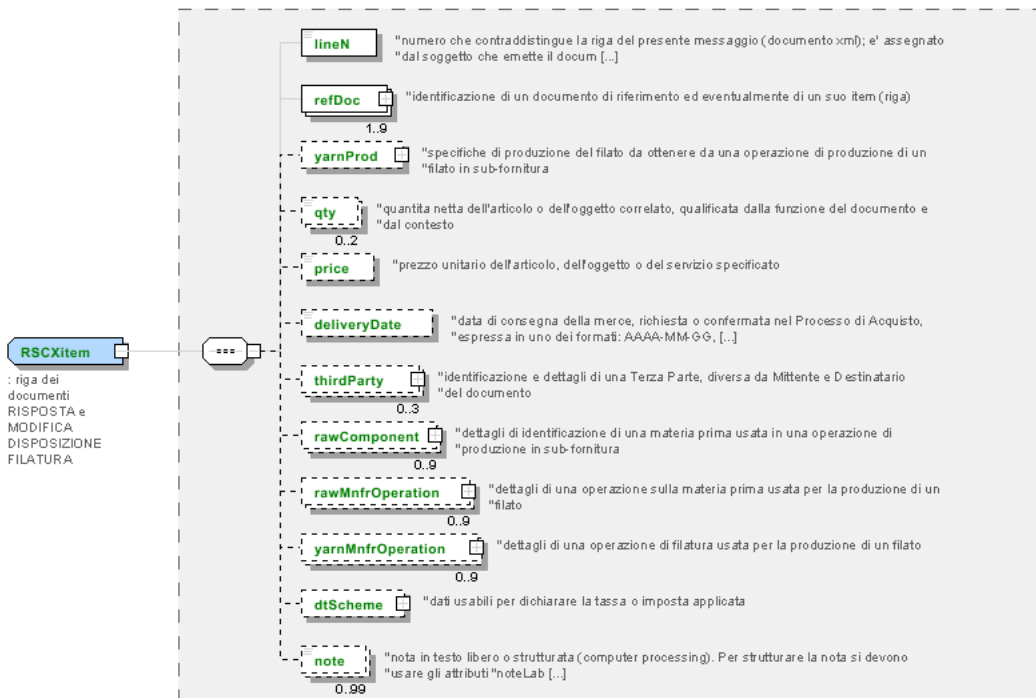 lineN
"numero che contraddistingue la riga del presente messaggio (documento xml); e' assegnato
"dal soggetto che emette il docum [...]
refDoc
"identificazione di un documento di riferimento ed eventualmente di un suo item (riga)
1..9
yarnProd
"specifiche di produzione del filato da ottenere da una operazione di produzione di un
"filato in sub-fornitura
qty
"quantita netta dell'articolo o dell'oggetto correlato, qualificata dalla funzione del documento e
"dal contesto
0..2
price
"prezzo unitario dell'articolo, dell'oggetto o del servizio specificato
deliveryDate
"data di consegna della merce, richiesta o confermata nel Processo di Acquisto,
"espressa in uno dei formati: AAAA-MM-GG, [...]
RSCXitem
: riga dei
documenti
RISPOSTA e
MODIFICA
DISPOSIZIONE
FILATURA
thirdParty
"identificazione e dettagli di una Terza Parte, diversa da Mittente e Destinatario
"del documento
0..3
rawComponent
"dettagli di identificazione di una materia prima usata in una operazione di
"produzione in sub-fornitura
0..9
rawMnfrOperation
"dettagli di una operazione sulla materia prima usata per la produzione di un
"filato
0..9
yarnMnfrOperation
"dettagli di una operazione di filatura usata per la produzione di un filato
0..9
dtScheme
"dati usabili per dichiarare la tassa o imposta applicata
note
"nota in testo libero o strutturata (computer processing). Per strutturare la nota si devono
"usare gli attributi "noteLab [...]
0..99